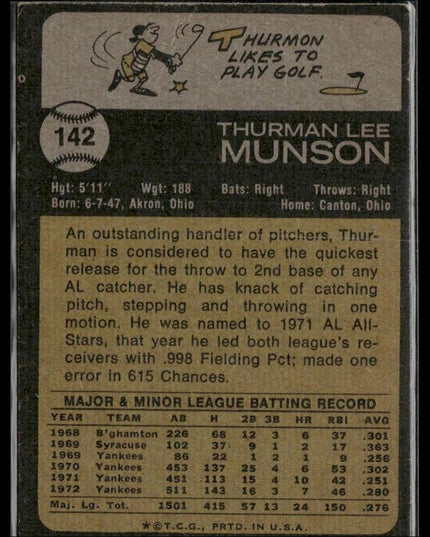 THURMON
LIKES TO
PLAY GOLF.
142
THURMAN LEE
MUNSON
Hgt: 5'11" Wgt: 188 Bats: Right Throws: Right
Born: 6-7-47, Akron, Ohio Home: Canton, Ohio
An outstanding handler of pitchers, Thur-
man is considered to have the quickest
release for the throw to 2nd base of any
AL catcher. He has knack of catching
pitch, stepping and throwing in one
motion. He was named to 1971 AL All-
Stars, that year he led both league's re-
ceivers with .998 Fielding Pct; made one
error in 615 Chances.
MAJOR & MINOR LEAGUE BATTING RECORD
YEAR TEAM AB H 2B 3B HR RBI AVG
1968 B'ghamton 226 68 12 3 6 37 .301
1969 Syracuse 102 37 9 1 2 17 .363
1969 Yankees 86 22 1 2 1 9 .256
1970 Yankees 453 137 25 4 6 53 .302
1971 Yankees 451 113 15 4 10 42 .251
1972 Yankees 511 143 16 3 7 46 .280
Maj. Lg. Tot. 1501 415 57 13 24 150 .276
*©T.C.G., PRTD. IN U.S.A.